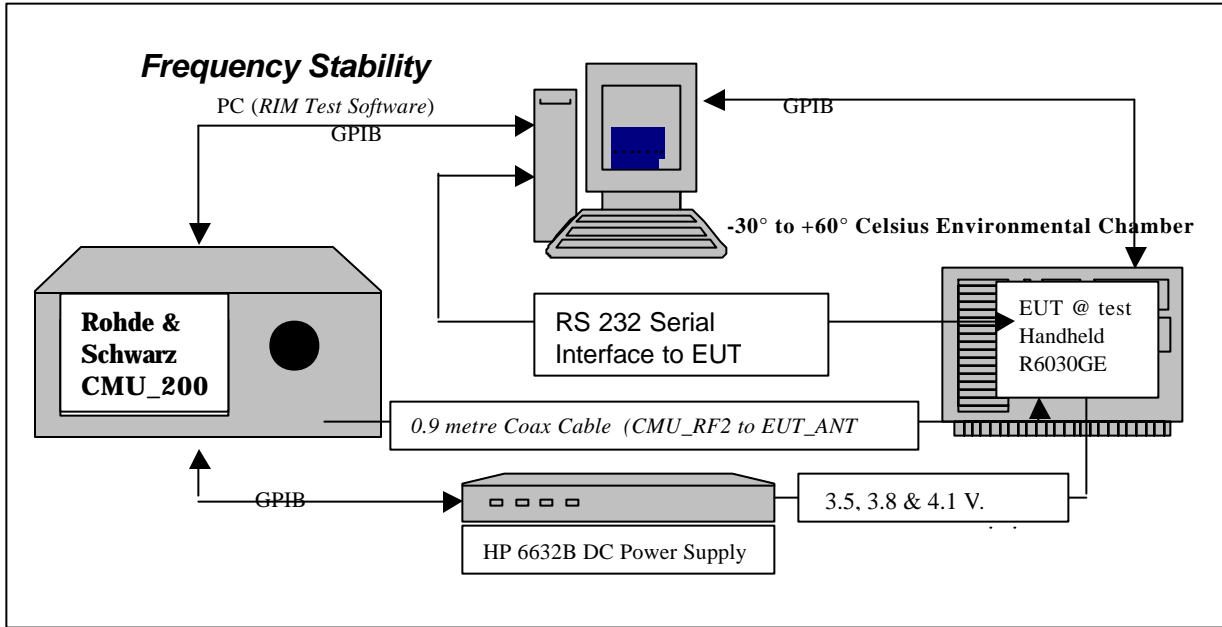 Frequency Stability
PC (RIM Test Software)
GPIB
GPIB
-30° to +60° Celsius Environmental Chamber
Rohde &
Schwarz
CMU_200
RS 232 Serial
Interface to EUT
EUT @ test
Handheld
R6030GE
0.9 metre Coax Cable (CMU_RF2 to EUT_ANT
GPIB
3.5, 3.8 & 4.1 V.
HP 6632B DC Power Supply